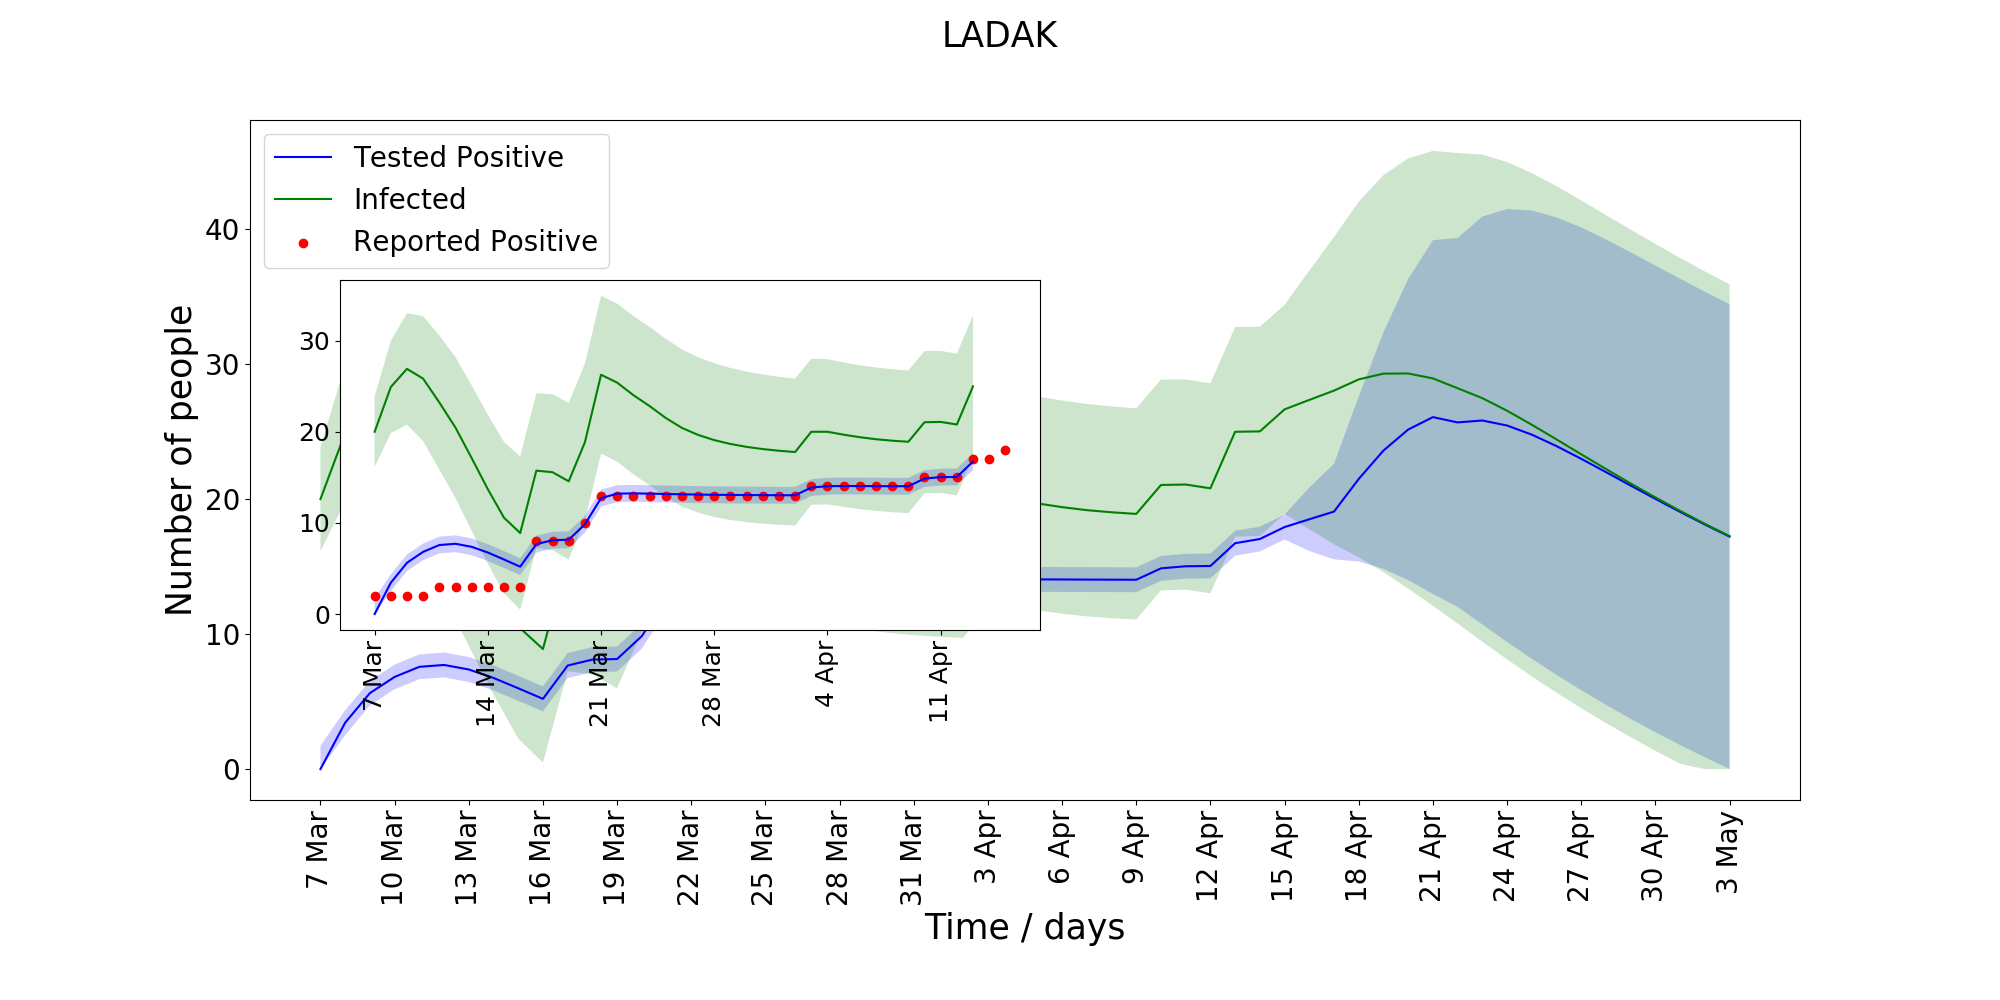 LADAK
Tested Positive
Infected
Reported Positive
Number of people
40
30
20
10
0
30
20
10
0
7 Mar
14 Mar
21 Mar
28 Mar
4 Apr
11 Apr
7 Mar
10 Mar
13 Mar
16 Mar
19 Mar
22 Mar
25 Mar
28 Mar
31 Mar
3 Apr
6 Apr
9 Apr
12 Apr
15 Apr
18 Apr
21 Apr
24 Apr
27 Apr
30 Apr
3 May
Time / days